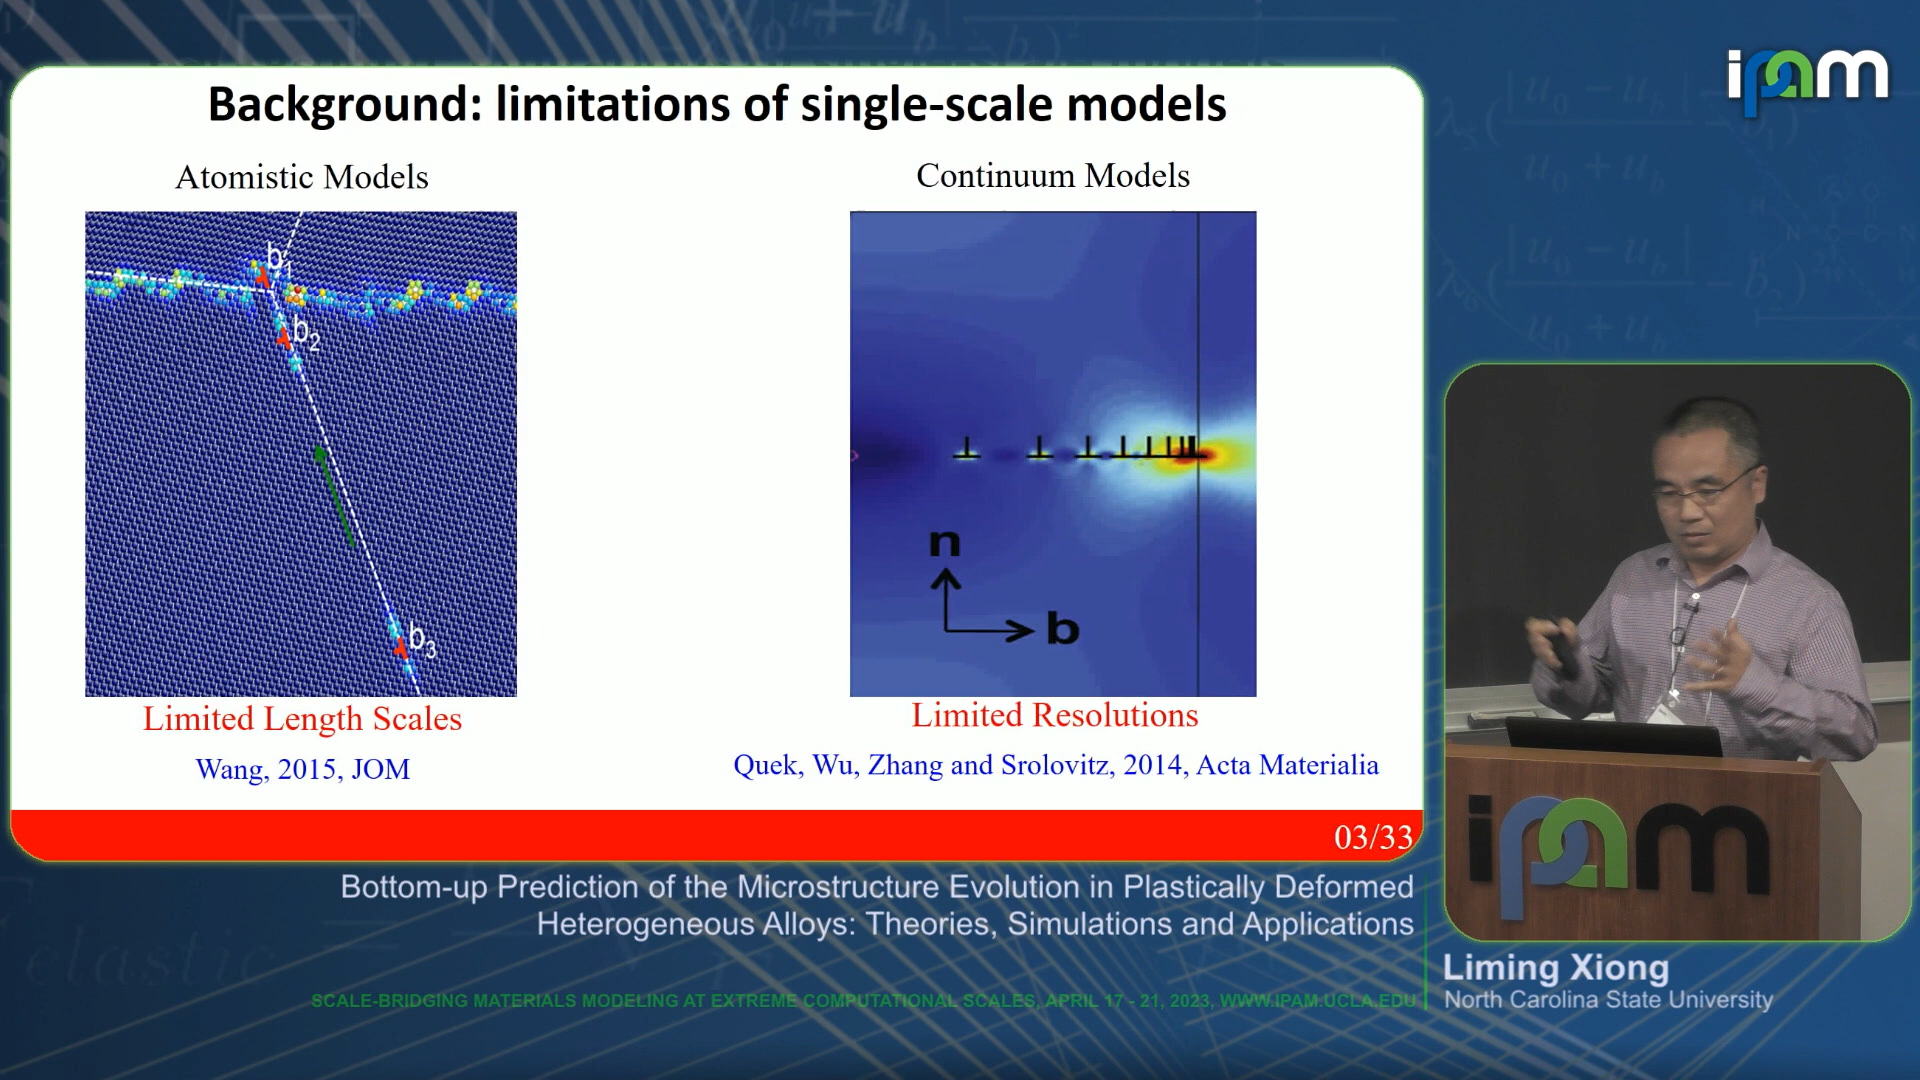 ipam
Background: limitations of single-scale models
Atomistic Models
Continuum Models
b1
b2
b3
n
b
Limited Length Scales
Limited Resolutions
Wang, 2015, JOM
Quek, Wu, Zhang and Srolovitz, 2014, Acta Materialia
03/33
ipam
Bottom-up Prediction of the Microstructure Evolution in Plastically Deformed
Heterogeneous Alloys: Theories, Simulations and Applications
Liming Xiong
North Carolina State University
SCALE-BRIDGING MATERIALS MODELING AT EXTREME COMPUTATIONAL SCALES, APRIL 17 - 21, 2023, WWW.IPAM.UCLA.EDU
elastic